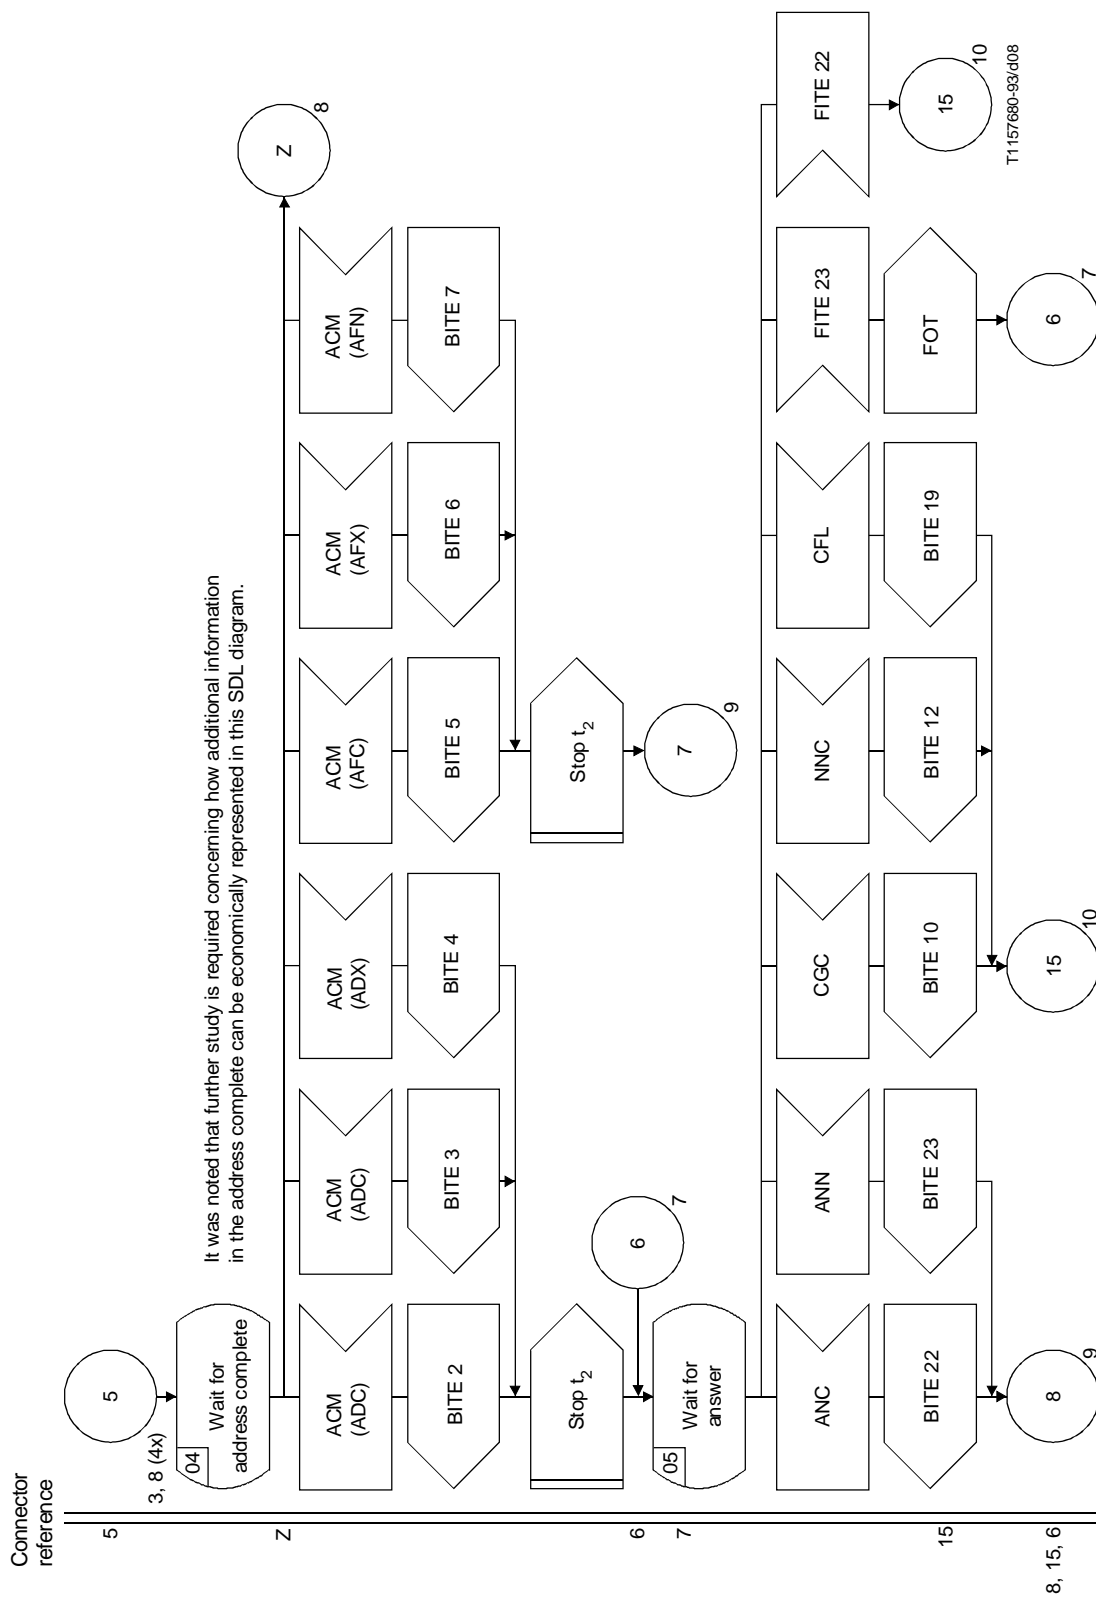 Connector
reference
5
3, 8 (4x)
5
04
Wait for
address complete
It was noted that further study is required concerning how additional information
in the address complete can be economically represented in this SDL diagram.
Z
Z
8
ACM
(ADC)
ACM
(ADC)
ACM
(ADX)
ACM
(AFC)
ACM
(AFX)
ACM
(AFN)
BITE 2
BITE 3
BITE 4
BITE 5
BITE 6
BITE 7
Stop t2
Stop t2
6
6
7
7
7
9
05
Wait for
answer
ANC
ANN
CGC
NNC
CFL
FITE 23
FITE 22
15
BITE 22
BITE 23
BITE 10
BITE 12
BITE 19
FOT
15
10
8, 15, 6
8
9
15
10
6
7
T1157680-93/d08